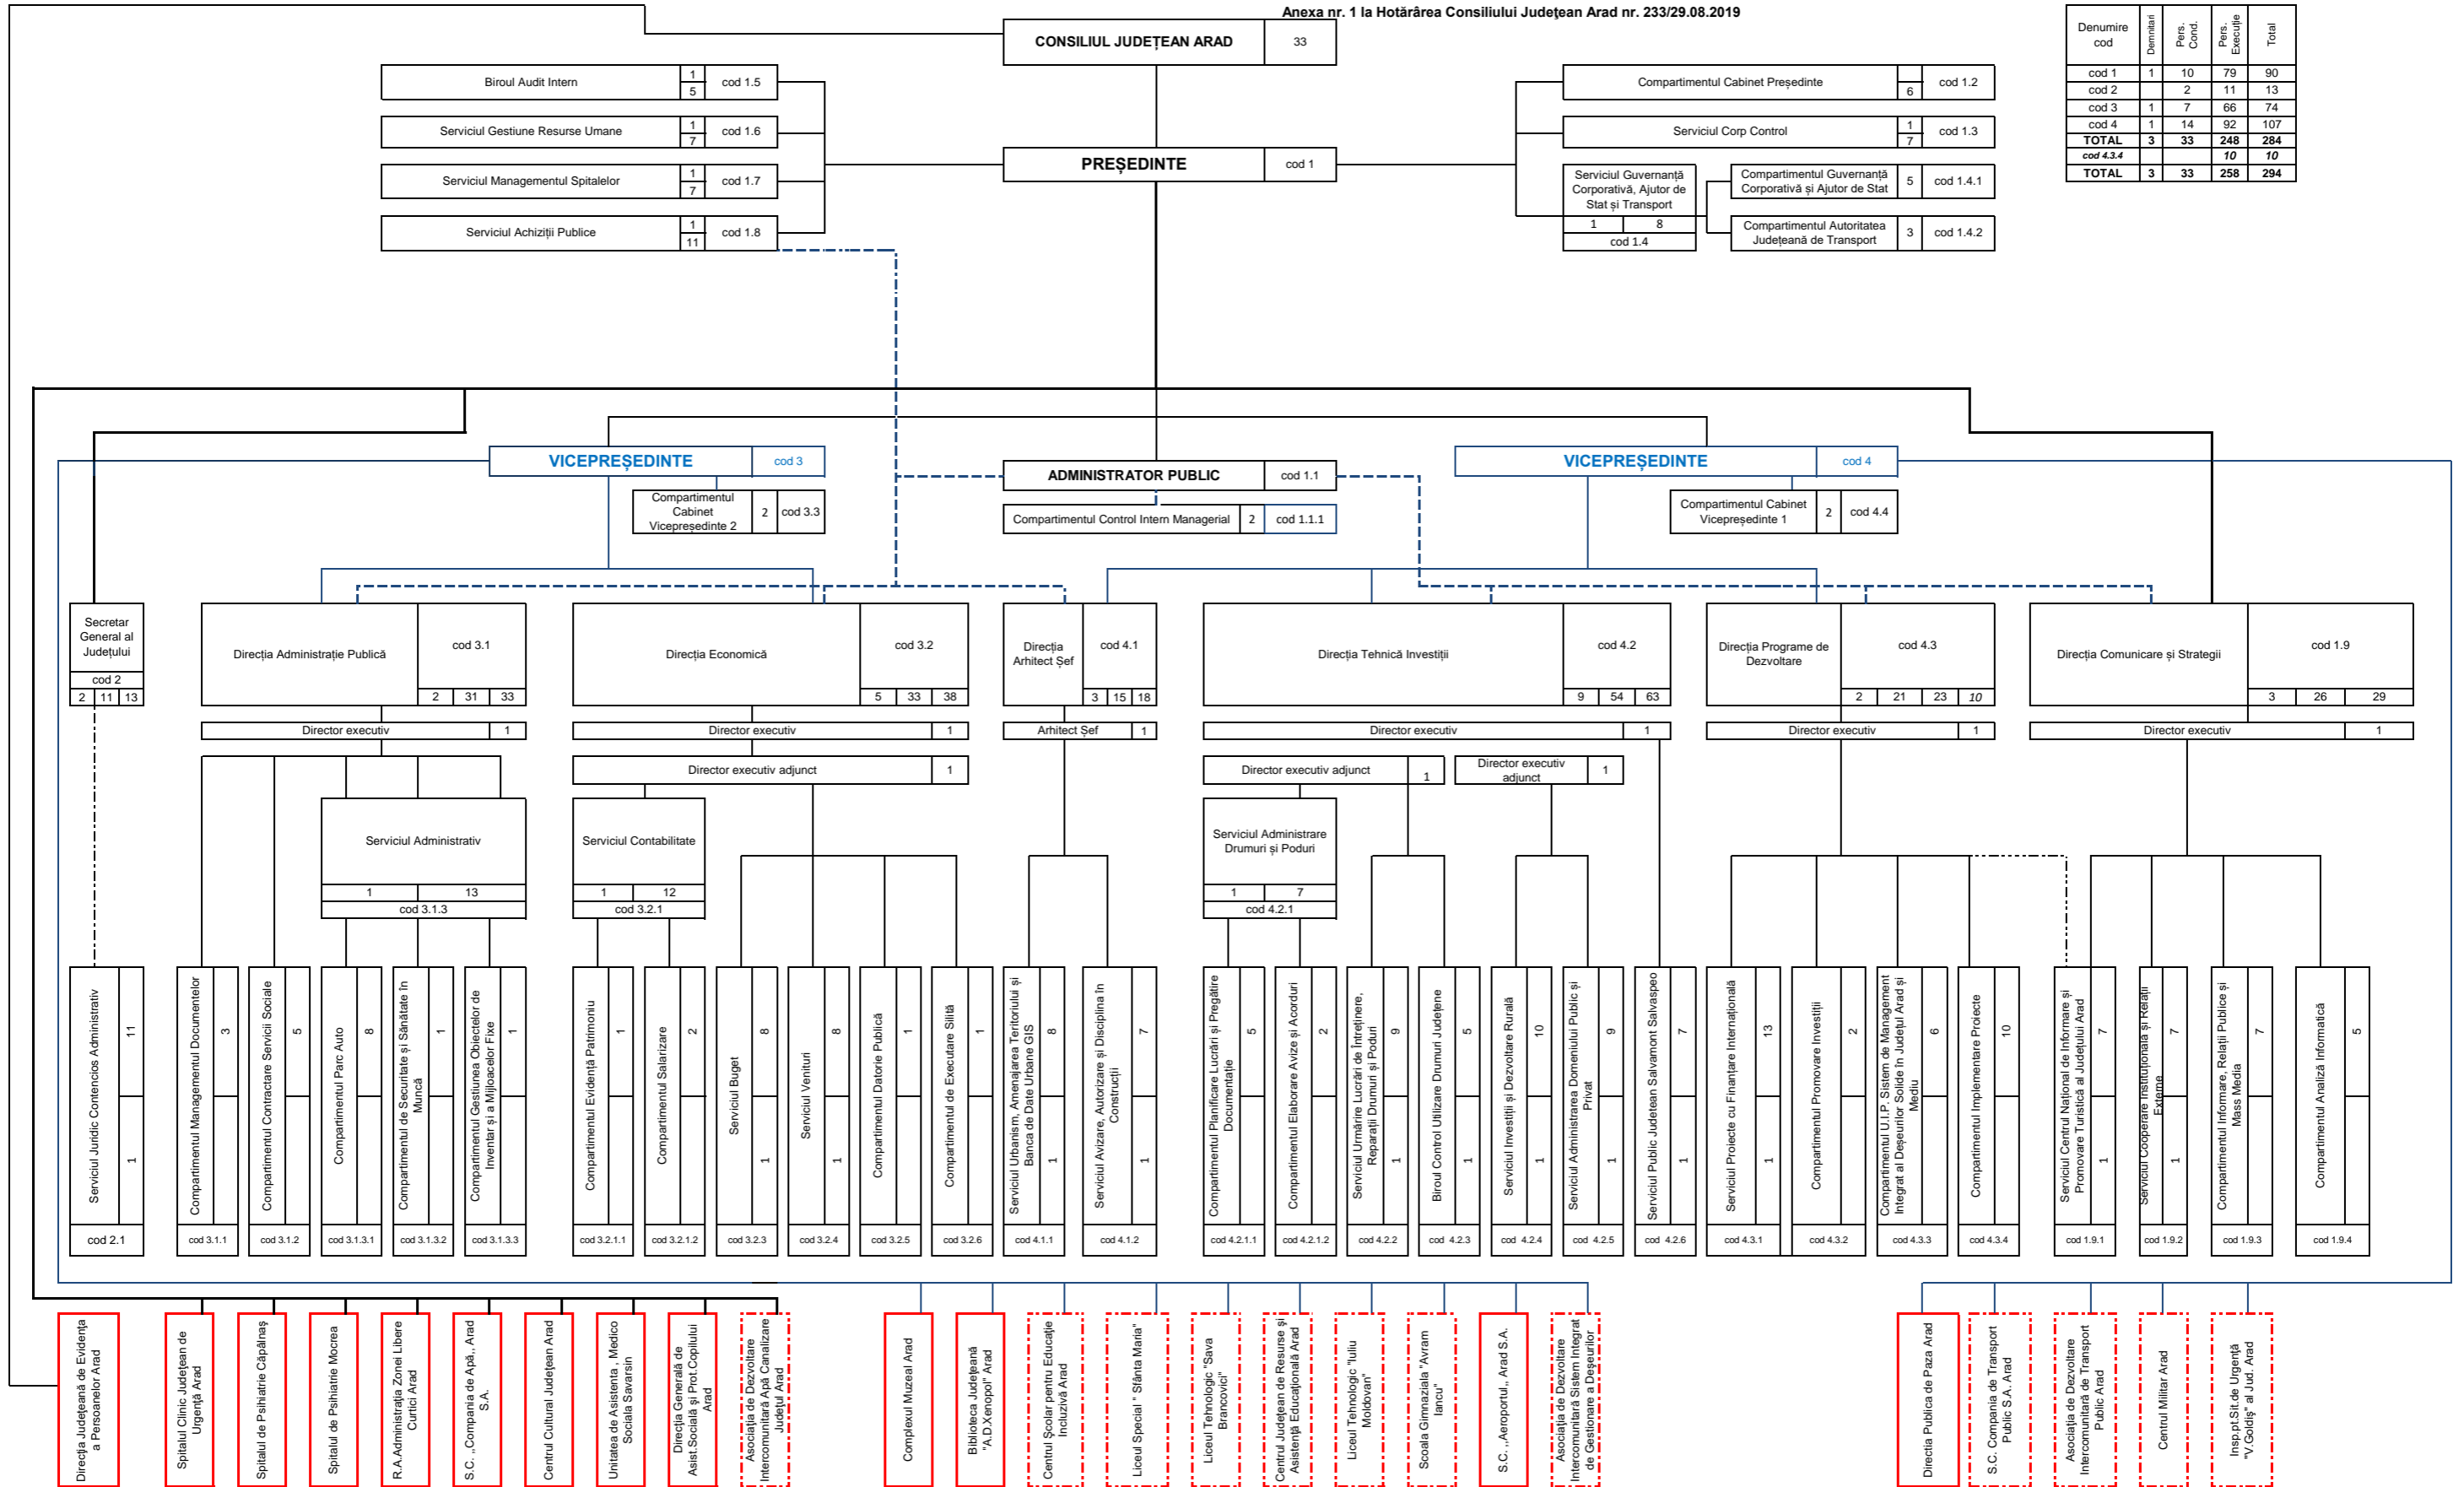 Anexa nr. 1 la Hotărârea Consiliului Județean Arad nr. 233/29.08.2019
CONSILIUL JUDEȚEAN ARAD 33
Denumire
cod
Demnitari
Pers.
Cond.
Pers.
Execuție
Total
cod 1 1 10 79 90
cod 2 2 11 13
cod 3 1 7 66 74
cod 4 1 14 92 107
TOTAL 3 33 248 284
cod 4.3.4 10 10
TOTAL 3 33 258 294
Biroul Audit Intern 1 5 cod 1.5
Serviciul Gestiune Resurse Umane 1 7 cod 1.6
Serviciul Managementul Spitalelor 1 7 cod 1.7
Serviciul Achiziții Publice 1 11 cod 1.8
PREȘEDINTE cod 1
Compartimentul Cabinet Președinte 6 cod 1.2
Serviciul Corp Control 1 7 cod 1.3
Serviciul Guvernanță
Corporativă, Ajutor de
Stat și Transport
1 8
cod 1.4
Compartimentul Guvernanță
Corporativă și Ajutor de Stat
5 cod 1.4.1
Compartimentul Autoritatea
Județeană de Transport
3 cod 1.4.2
VICEPREȘEDINTE cod 3
Compartimentul
Cabinet
Vicepreședinte 2
2 cod 3.3
ADMINISTRATOR PUBLIC cod 1.1
Compartimentul Control Intern Managerial 2 cod 1.1.1
VICEPREȘEDINTE cod 4
Compartimentul Cabinet
Vicepreședinte 1
2 cod 4.4
Secretar
General al
Județului
cod 2
2 11 13
Direcția Administrație Publică
cod 3.1
2 31 33
Director executiv 1
Direcția Economică
cod 3.2
5 33 38
Director executiv 1
Director executiv adjunct 1
Direcția
Arhitect Șef
cod 4.1
3 15 18
Arhitect Șef 1
Direcția Tehnică Investiții
cod 4.2
9 54 63
Director executiv 1
Director executiv adjunct 1
Director executiv
adjunct
1
Direcția Programe de
Dezvoltare
cod 4.3
2 21 23 10
Director executiv 1
Direcția Comunicare și Strategii
cod 1.9
3 26 29
Director executiv 1
Serviciul Administrativ
1 13
cod 3.1.3
Serviciul Contabilitate
1 12
cod 3.2.1
Serviciul Administrare
Drumuri și Poduri
1 7
cod 4.2.1
Serviciul Juridic Contencios Administrativ
11
1
cod 2.1
Compartimentul Managementul Documentelor
3
cod 3.1.1
Compartimentul Contractare Servicii Sociale
5
cod 3.1.2
Compartimentul Parc Auto
8
cod 3.1.3.1
Compartimentul de Securitate și Sănătate în
Muncă
1
cod 3.1.3.2
Compartimentul Gestiunea Obiectelor de
Inventar și a Mijloacelor Fixe
1
cod 3.1.3.3
Compartimentul Evidență Patrimoniu
1
cod 3.2.1.1
Compartimentul Salarizare
2
cod 3.2.1.2
Serviciul Buget
8
1
cod 3.2.3
Serviciul Venituri
8
1
cod 3.2.4
Compartimentul Datorie Publică
1
cod 3.2.5
Compartimentul de Executare Silită
1
cod 3.2.6
Serviciul Urbanism, Amenajarea Teritoriului și
Banca de Date Urbane GIS
8
1
cod 4.1.1
Serviciul Avizare, Autorizare și Disciplina în
Construcții
7
1
cod 4.1.2
Compartimentul Planificare Lucrări și Pregătire
Documentație
5
cod 4.2.1.1
Compartimentul Elaborare Avize și Acorduri
2
cod 4.2.1.2
Serviciul Urmărire Lucrări de Întreținere,
Reparații Drumuri și Poduri
9
1
cod 4.2.2
Biroul Control Utilizare Drumuri Județene
5
1
cod 4.2.3
Serviciul Investiții și Dezvoltare Rurală
10
1
cod 4.2.4
Serviciul Administrarea Domeniului Public și
Privat
9
1
cod 4.2.5
Serviciul Public Judetean Salvamont Salvaspeo
7
1
cod 4.2.6
Serviciul Proiecte cu Finanțare Internațională
13
1
cod 4.3.1
Compartimentul Promovare Investiții
2
cod 4.3.2
Compartimentul U.I.P. Sistem de Management
Integrat al Deșeurilor Solide în Județul Arad și
Mediu
6
cod 4.3.3
Compartimentul Implementare Proiecte
10
cod 4.3.4
Serviciul Centrul Național de Informare și
Promovare Turistică al Județului Arad
7
1
cod 1.9.1
Serviciul Cooperare Instituțională și Relații
Externe
7
1
cod 1.9.2
Compartimentul Informare, Relații Publice și
Mass Media
7
cod 1.9.3
Compartimentul Analiză Informatică
5
cod 1.9.4
Direcția Județeană de Evidența
a Persoanelor Arad
Spitalul Clinic Județean de
Urgență Arad
Spitalul de Psihiatrie Căpâlnaș
Spitalul de Psihiatrie Mocrea
R.A.Administrația Zonei Libere
Curtici Arad
S.C. ,,Compania de Apă,, Arad
S.A.
Centrul Cultural Județean Arad
Unitatea de Asistenta , Medico
Sociala Savarsin
Direcția Generală de
Asist.Socială și Prot.Copilului
Arad
Asociația de Dezvoltare
Intercomunitară Apă Canalizare
Județul Arad
Complexul Muzeal Arad
Biblioteca Județeană
"A.D.Xenopol" Arad
Centrul Școlar pentru Educație
Incluzivă Arad
Liceul Special " Sfânta Maria"
Liceul Tehnologic "Sava
Brancovici"
Centrul Județean de Resurse și
Asistență Educațională Arad
Liceul Tehnologic "Iuliu
Moldovan"
Scoala Gimnaziala "Avram
Iancu"
S.C. ,,Aeroportul,, Arad S.A.
Asociația de Dezvoltare
Intercomunitară Sistem Integrat
de Gestionare a Deșeurilor
Directia Publica de Paza Arad
S.C. Compania de Transport
Public S.A. Arad
Asociația de Dezvoltare
Intercomunitară de Transport
Public Arad
Centrul Militar Arad
Insp.pt.Sit.de Urgență
"V.Goldiș" al Jud. Arad